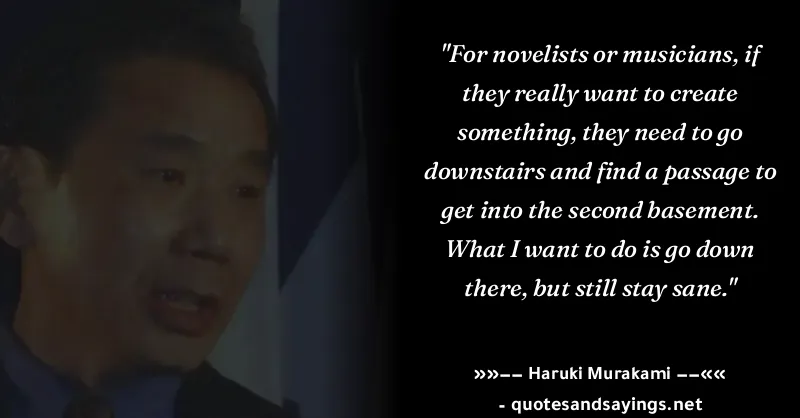 "For novelists or musicians, if
they really want to create
something, they need to go
downstairs and find a passage to
get into the second basement.
What I want to do is go down
there, but still stay sane."
»»−− Haruki Murakami −−««
- quotesandsayings.net